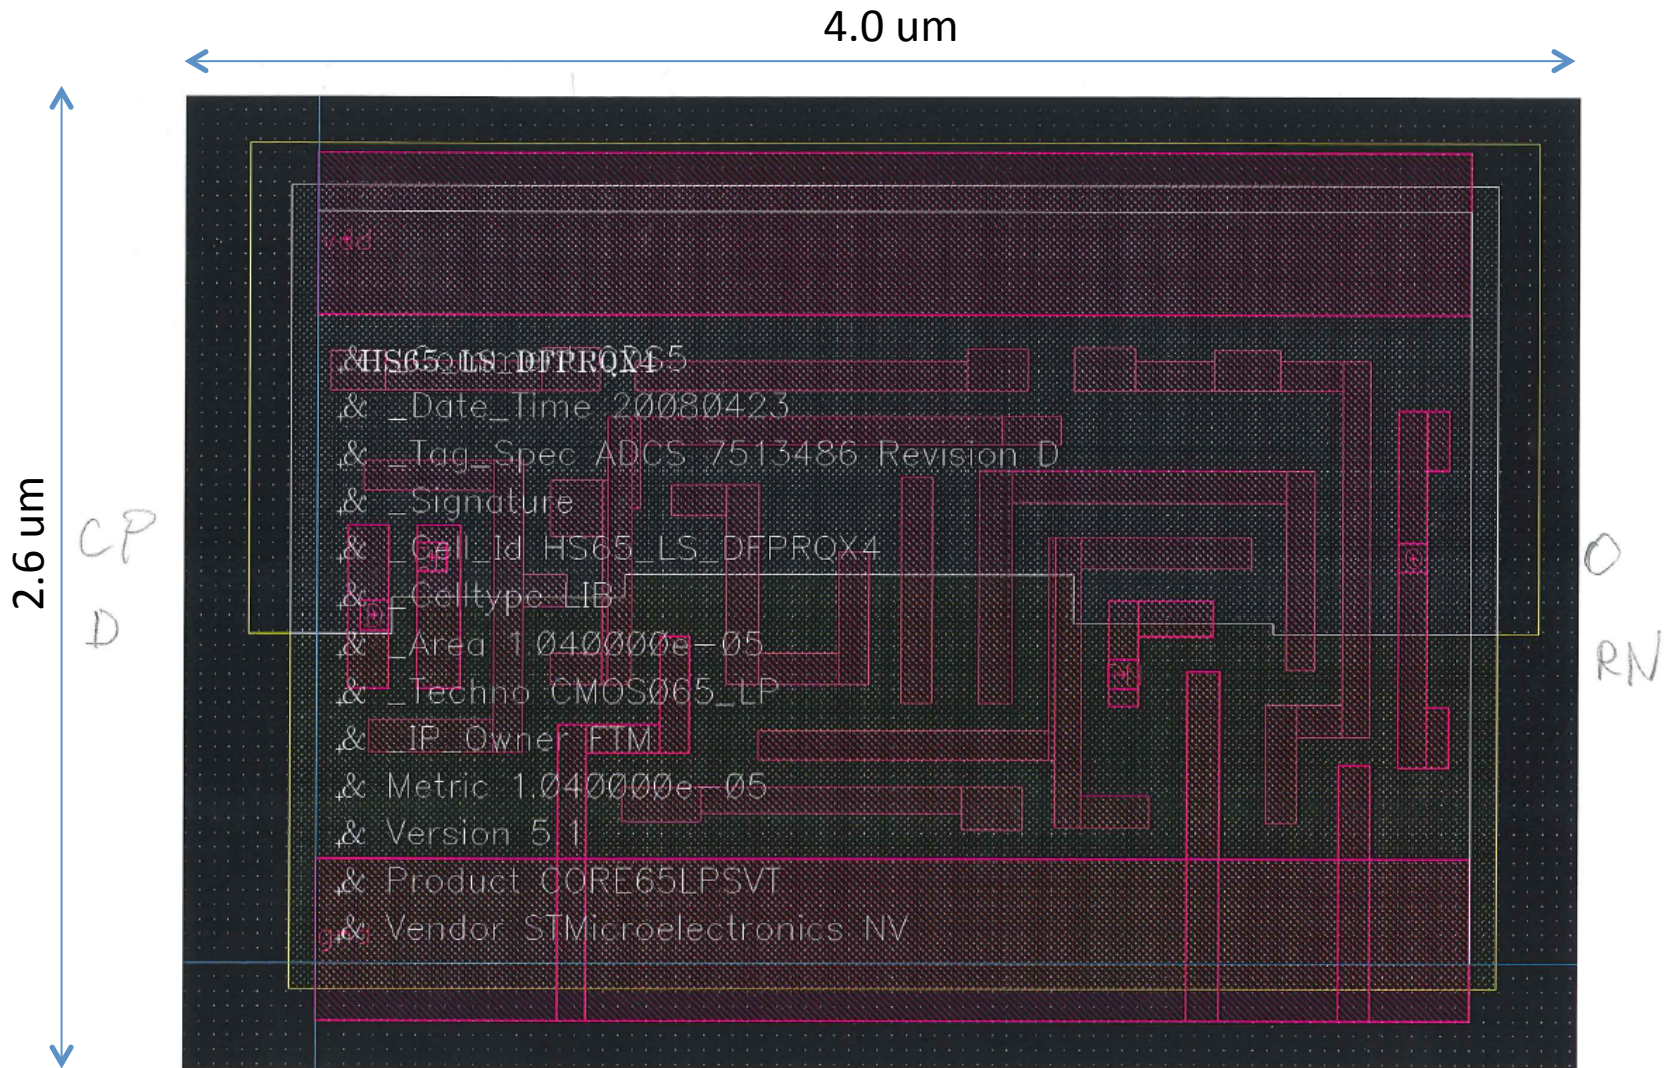 4.0 um
2.6 um
vdd
HS65_LS_DFPRQX4
& _Date_Time 20080423
& _Tag_Spec ADCS 7513486 Revision D
& _Signature
CP
& _Cell_Id HS65_LS_DFPRQX4
O
& _Celltype LIB
D
& _Area 1.040000e-05
RN
& _Techno CMOS065_LP
& _IP_Owner FTM
& Metric 1.040000e-05
& Version 5.1
& Product CORE65LPSVT
& Vendor STMicroelectronics NV